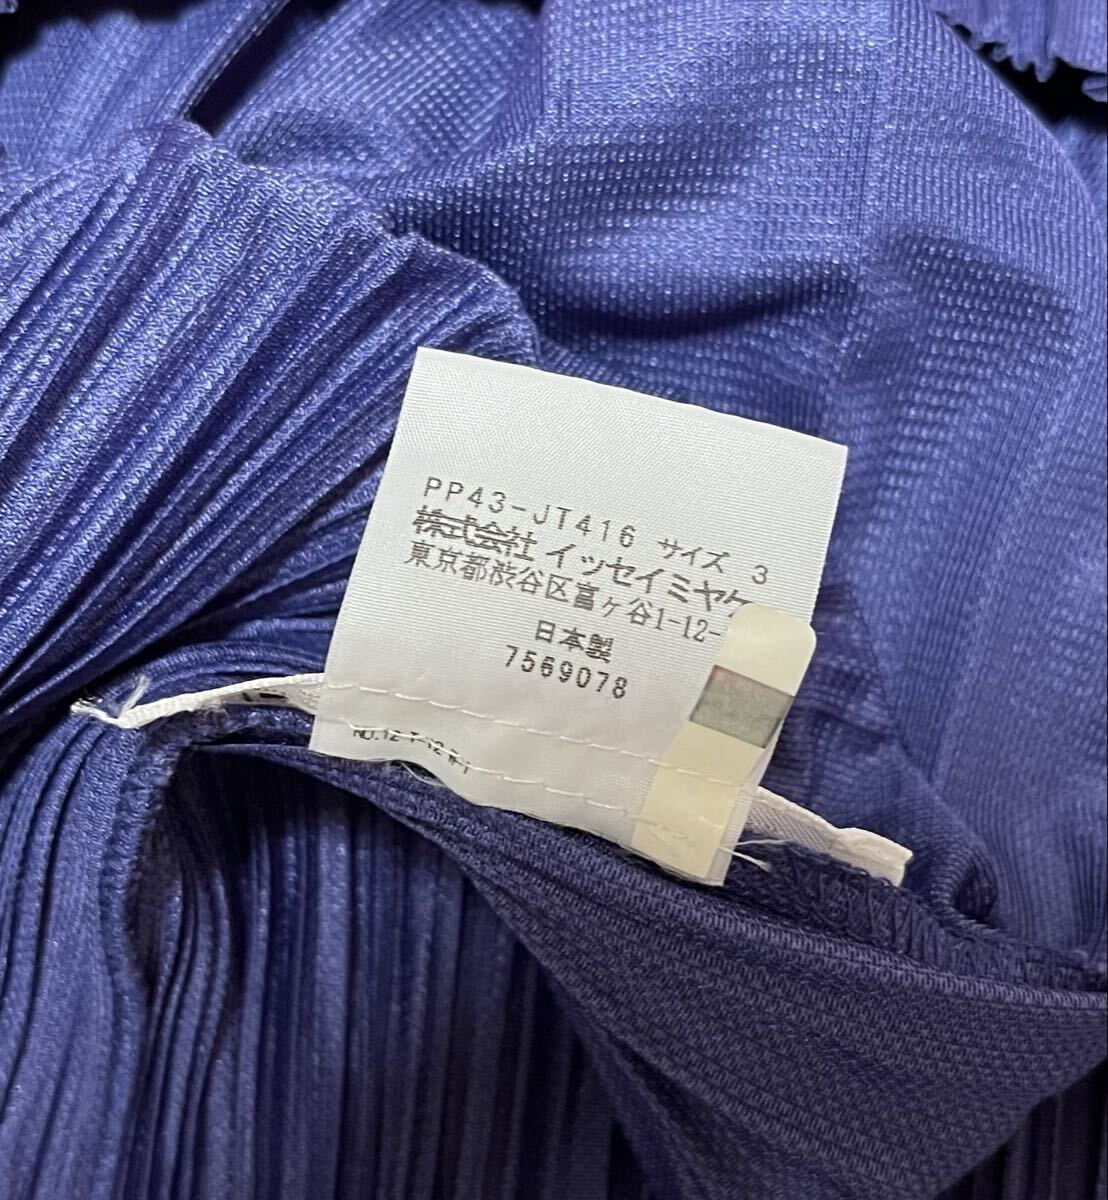 PP43-JT416 サイズ 3
株式会社 イッセイミヤケ
東京都渋谷区富ヶ谷1-12-
日本製
7569078